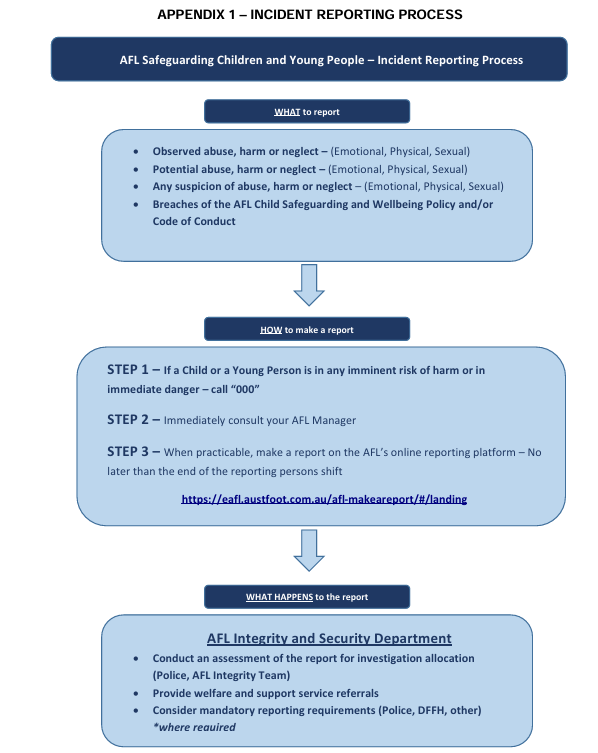 APPENDIX 1 – INCIDENT REPORTING PROCESS
AFL Safeguarding Children and Young People – Incident Reporting Process
WHAT to report
• Observed abuse, harm or neglect – (Emotional, Physical, Sexual)
• Potential abuse, harm or neglect – (Emotional, Physical, Sexual)
• Any suspicion of abuse, harm or neglect – (Emotional, Physical, Sexual)
• Breaches of the AFL Child Safeguarding and Wellbeing Policy and/or
Code of Conduct
HOW to make a report
STEP 1 – If a Child or a Young Person is in any imminent risk of harm or in
immediate danger – call “000”
STEP 2 – Immediately consult your AFL Manager
STEP 3 – When practicable, make a report on the AFL’s online reporting platform – No
later than the end of the reporting persons shift
https://eafl.austfoot.com.au/afl-makeareport/#/landing
WHAT HAPPENS to the report
AFL Integrity and Security Department
• Conduct an assessment of the report for investigation allocation
(Police, AFL Integrity Team)
• Provide welfare and support service referrals
• Consider mandatory reporting requirements (Police, DFFH, other)
*where required